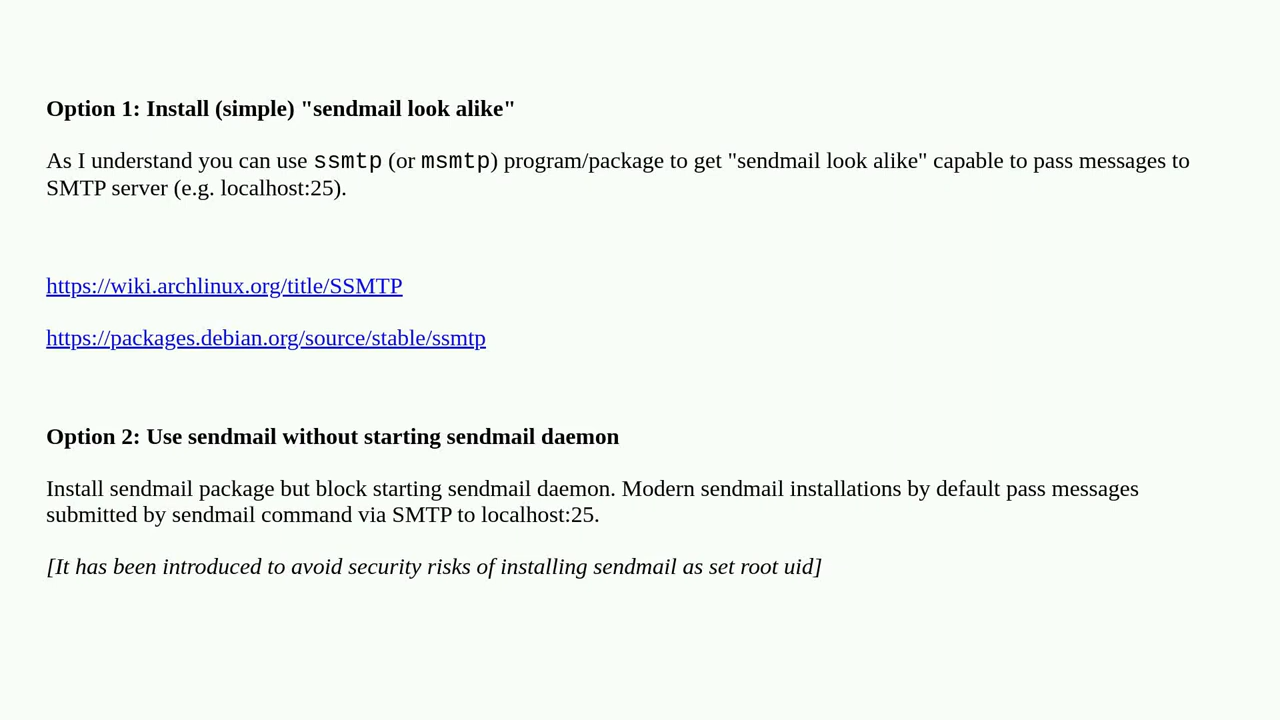 Option 1: Install (simple) "sendmail look alike"
As I understand you can use ssmtp (or msmtp) program/package to get "sendmail look alike" capable to pass messages to
SMTP server (e.g. localhost:25).
https://wiki.archlinux.org/title/SSMTP
https://packages.debian.org/source/stable/ssmtp
Option 2: Use sendmail without starting sendmail daemon
Install sendmail package but block starting sendmail daemon. Modern sendmail installations by default pass messages
submitted by sendmail command via SMTP to localhost:25.
[It has been introduced to avoid security risks of installing sendmail as set root uid]